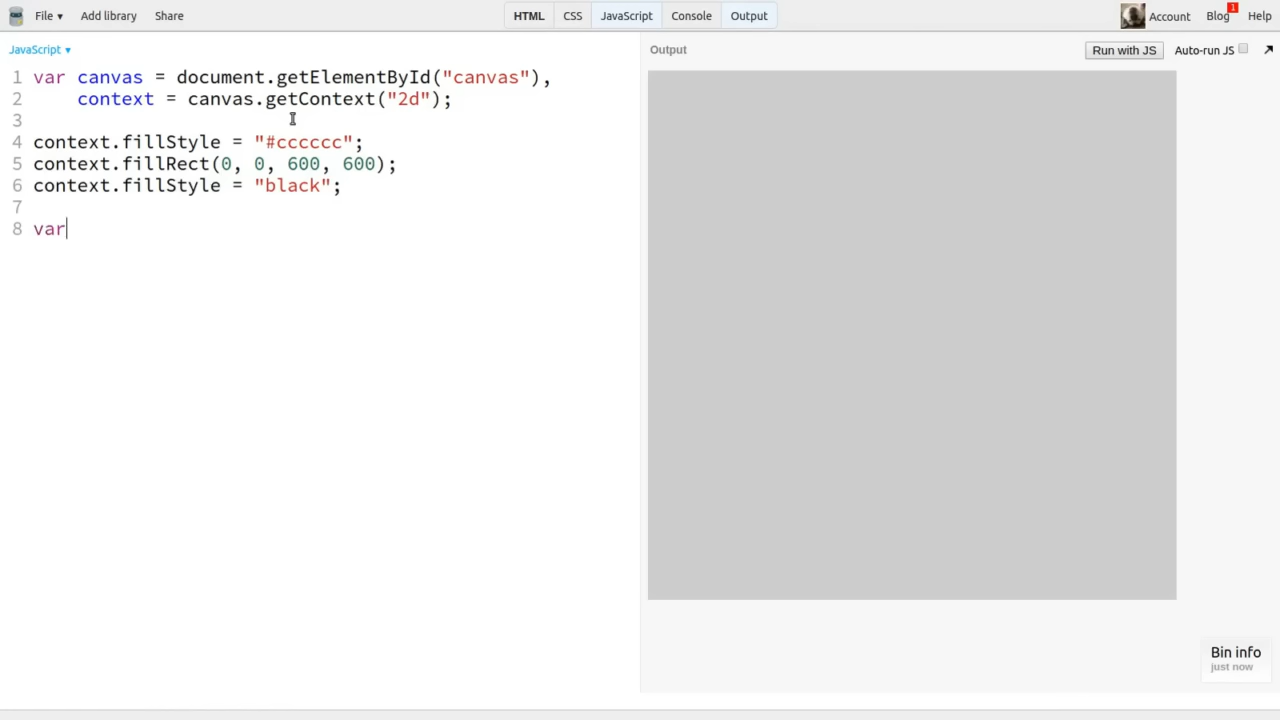 File ▾ Add library Share HTML CSS JavaScript Console Output Account Blog 1 Help
JavaScript ▾
Output Run with JS Auto-run JS
1 var canvas = document.getElementById("canvas"),
2     context = canvas.getContext("2d");
3
4 context.fillStyle = "#cccccc";
5 context.fillRect(0, 0, 600, 600);
6 context.fillStyle = "black";
7
8 var
Bin info
just now